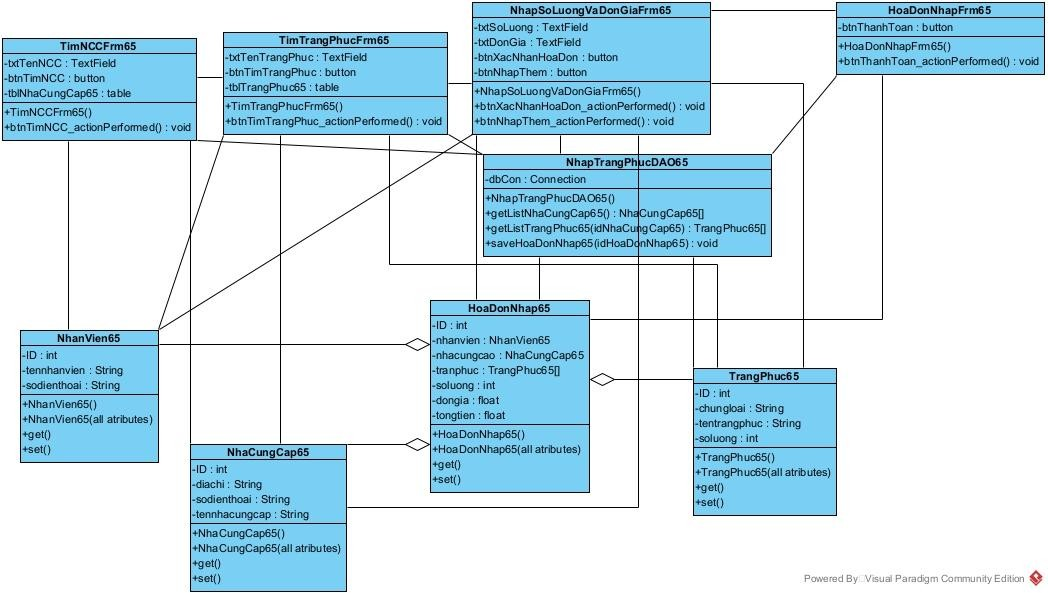 TimNCCFrm65
-txtTenNCC : TextField
-btnTimNCC : button
-tblNhaCungCap65 : table
+TimNCCFrm65()
+btnTimNCC_actionPerformed() : void
TimTrangPhucFrm65
-txtTenTrangPhuc : TextField
-btnTimTrangPhuc : button
-tblTrangPhuc65 : table
+TimTrangPhucFrm65()
+btnTimTrangPhuc_actionPerformed() : void
NhapSoLuongVaDonGiaFrm65
-txtSoLuong : TextField
-txtDonGia : TextField
-btnXacNhanHoaDon : button
-btnNhapThem : button
+NhapSoLuongVaDonGiaFrm65()
+btnXacNhanHoaDon_actionPerformed() : void
+btnNhapThem_actionPerformed() : void
HoaDonNhapFrm65
-btnThanhToan : button
+HoaDonNhapFrm65()
+btnThanhToan_actionPerformed() : void
NhapTrangPhucDAO65
-dbCon : Connection
+NhapTrangPhucDAO65()
+getListNhaCungCap65() : NhaCungCap65[]
+getListTrangPhuc65(idNhaCungCap65) : TrangPhuc65[]
+saveHoaDonNhap65(idHoaDonNhap65) : void
HoaDonNhap65
-ID : int
-nhanvien : NhanVien65
-nhacungcao : NhaCungCap65
-tranphuc : TrangPhuc65[]
-soluong : int
-dongia : float
-tongtien : float
+HoaDonNhap65()
+HoaDonNhap65(all atributes)
+get()
+set()
NhanVien65
-ID : int
-tennhanvien : String
-sodienthoai : String
+NhanVien65()
+NhanVien65(all atributes)
+get()
+set()
TrangPhuc65
-ID : int
-chungloai : String
-tentrangphuc : String
-soluong : int
+TrangPhuc65()
+TrangPhuc65(all atributes)
+get()
+set()
NhaCungCap65
-ID : int
-diachi : String
-sodienthoai : String
-tennhacungcap : String
+NhaCungCap65()
+NhaCungCap65(all atributes)
+get()
+set()
Powered By Visual Paradigm Community Edition